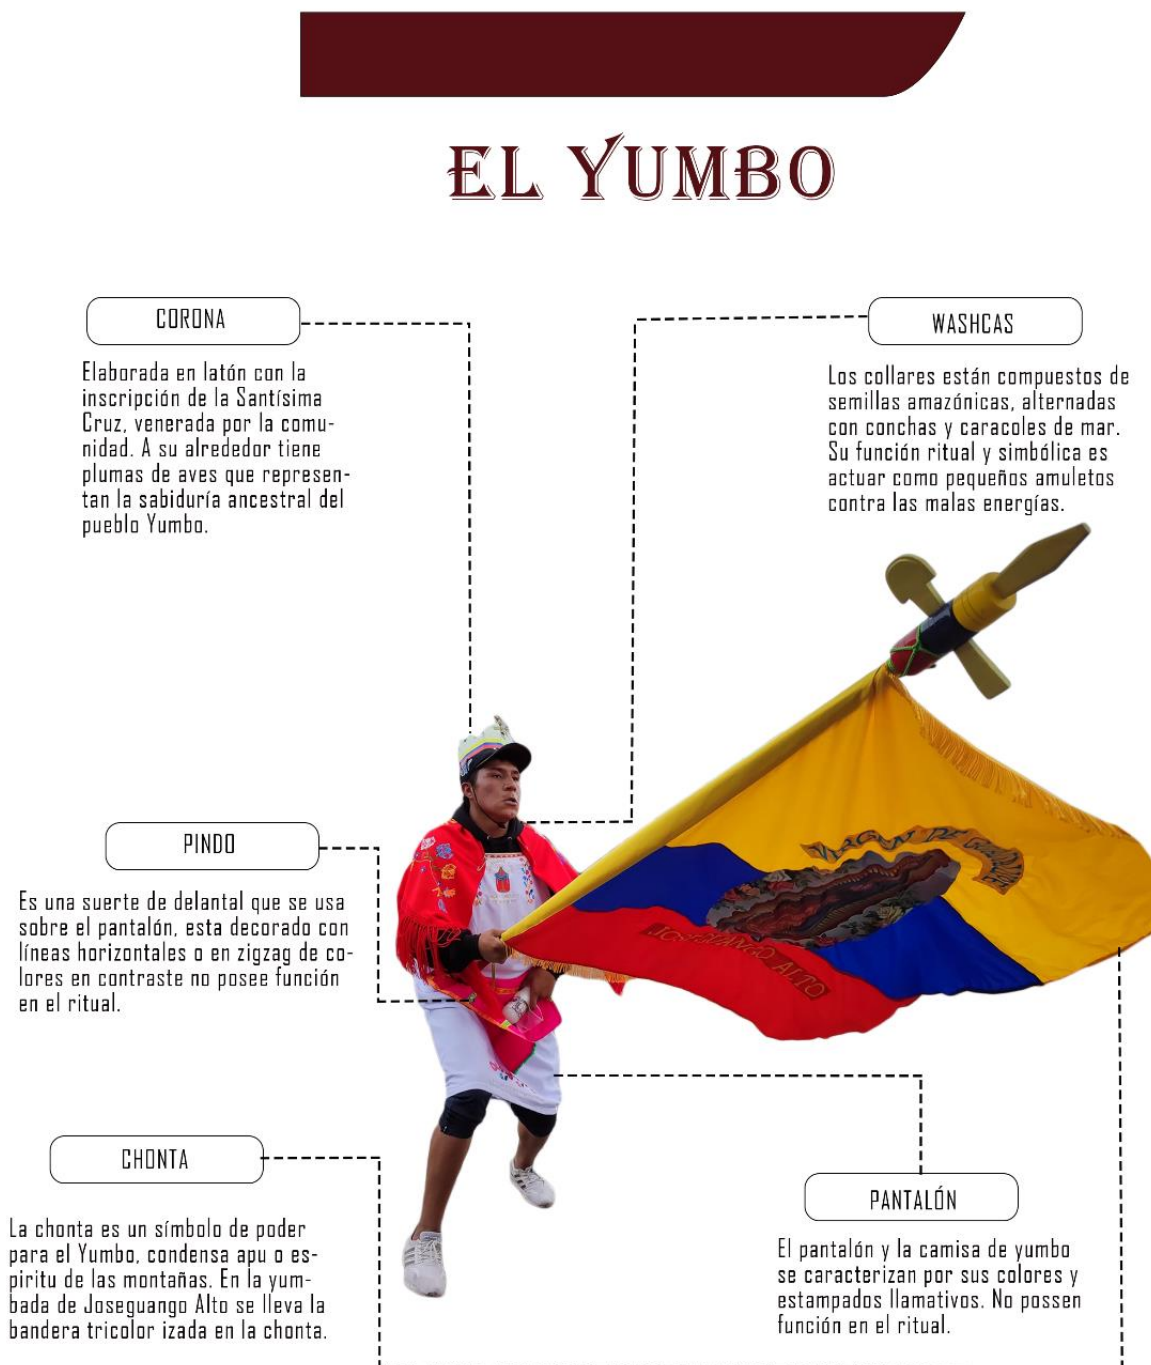 EL YUMBO
CORONA
Elaborada en latón con la
inscripción de la Santísima
Cruz, venerada por la comu-
nidad. A su alrededor tiene
plumas de aves que represen-
tan la sabiduría ancestral del
pueblo Yumbo.
WASHCAS
Los collares están compuestos de
semillas amazónicas, alternadas
con conchas y caracoles de mar.
Su función ritual y simbólica es
actuar como pequeños amuletos
contra las malas energías.
PINDO
Es una suerte de delantal que se usa
sobre el pantalón, esta decorado con
líneas horizontales o en zigzag de co-
lores en contraste no posee función
en el ritual.
VIRGEN DE
JOSEGUANGO ALTO
CHONTA
La chonta es un símbolo de poder
para el Yumbo, condensa apu o es-
piritu de las montañas. En la yum-
bada de Joseguango Alto se lleva la
bandera tricolor izada en la chonta.
PANTALÓN
El pantalón y la camisa de yumbo
se caracterizan por sus colores y
estampados llamativos. No possen
función en el ritual.